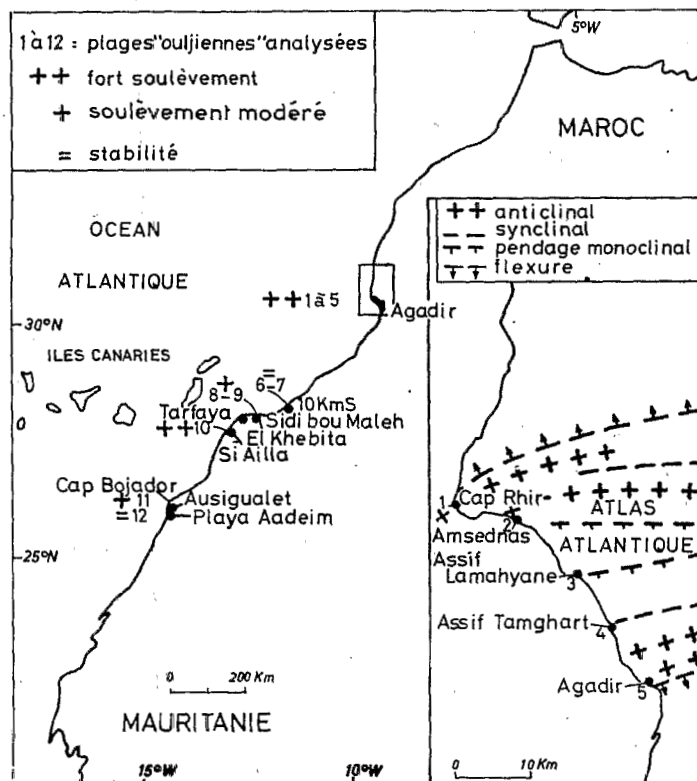 1 à 12 : plages "ouljiennes" analysées
++ fort soulèvement
+ soulèvement modéré
= stabilité
5°W
MAROC
OCEAN
ATLANTIQUE
++ 1 à 5
Agadir
30°N
ILES CANARIES
+
8-9
=
6-7
10KmS
Tarfaya
Sidi bou Maleh
++ 10
El Khebita
Si Ailla
Cap Bojador
+ 11
Ausigualet
= 12
Playa Aadeim
25°N
0 200 Km
MAURITANIE
15°W
10°W
++ anticlinal
synclinal
pendage monoclinal
flexure
1
Cap Rhir
2
ATLAS
ATLANTIQUE
Amsednas
Assif
Lamahyane
3
Assif Tamghart
4
Agadir
5
0 10 Km